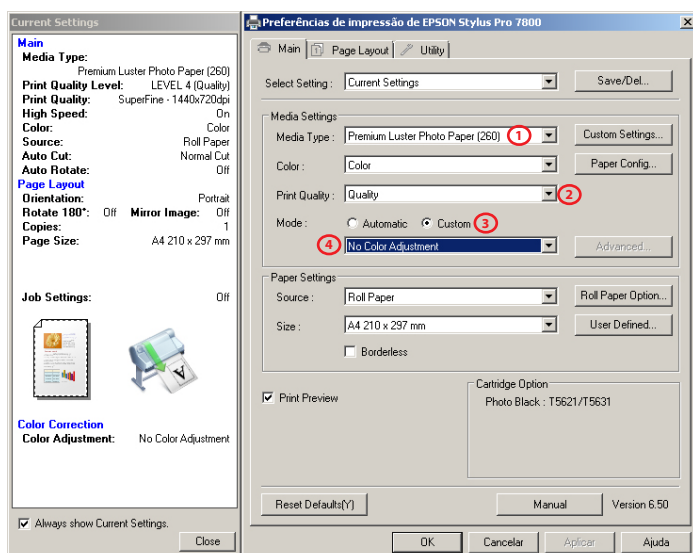 Current Settings
Main
Media Type:
Premium Luster Photo Paper (260)
Print Quality Level: LEVEL 4 (Quality)
Print Quality: SuperFine - 1440x720dpi
High Speed: On
Color: Color
Source: Roll Paper
Auto Cut: Normal Cut
Auto Rotate: Off
Page Layout
Orientation: Portrait
Rotate 180°: Off Mirror Image: Off
Copies: 1
Page Size: A4 210 x 297 mm
Job Settings: Off
Color Correction
Color Adjustment: No Color Adjustment
Always show Current Settings.
Close
Preferências de impressão de EPSON Stylus Pro 7800
Main Page Layout Utility
Select Setting : Current Settings Save/Del...
Media Settings
Media Type : Premium Luster Photo Paper (260) 1 Custom Settings...
Color : Color Paper Config...
Print Quality : Quality 2
Mode : Automatic Custom 3
4 No Color Adjustment Advanced...
Paper Settings
Source : Roll Paper Roll Paper Option...
Size : A4 210 x 297 mm User Defined...
Borderless
Print Preview
Cartridge Option
Photo Black : T5621/T5631
Reset Defaults(Y) Manual Version 6.50
OK Cancelar Aplicar Ajuda